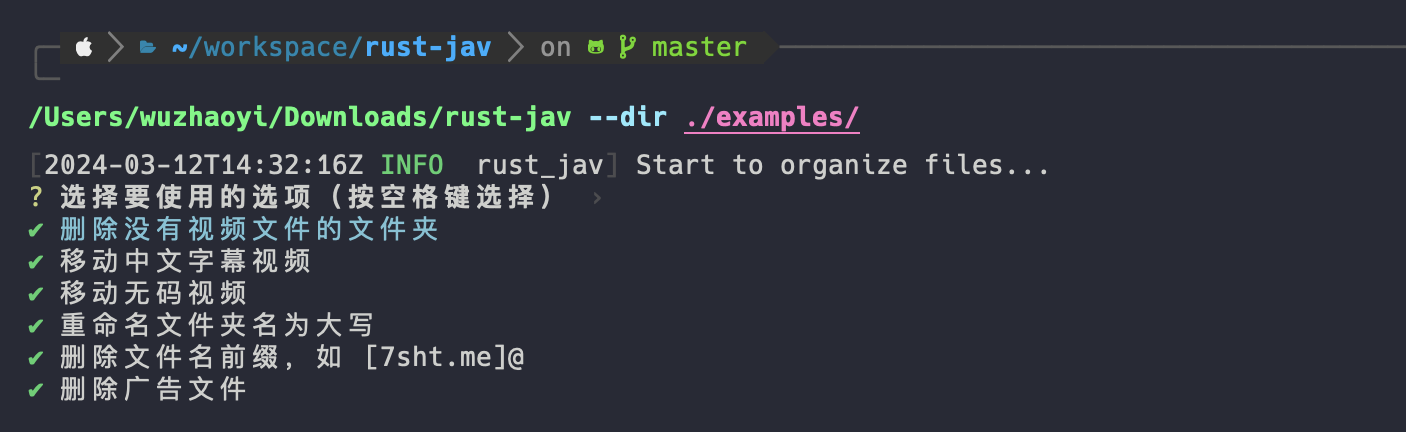 ~/workspace/rust-jav on master
/Users/wuzhaoyi/Downloads/rust-jav --dir ./examples/
[2024-03-12T14:32:16Z INFO  rust_jav] Start to organize files...
? 选择要使用的选项（按空格键选择） ›
✔ 删除没有视频文件的文件夹
✔ 移动中文字幕视频
✔ 移动无码视频
✔ 重命名文件夹名为大写
✔ 删除文件名前缀, 如 [7sht.me]@
✔ 删除广告文件